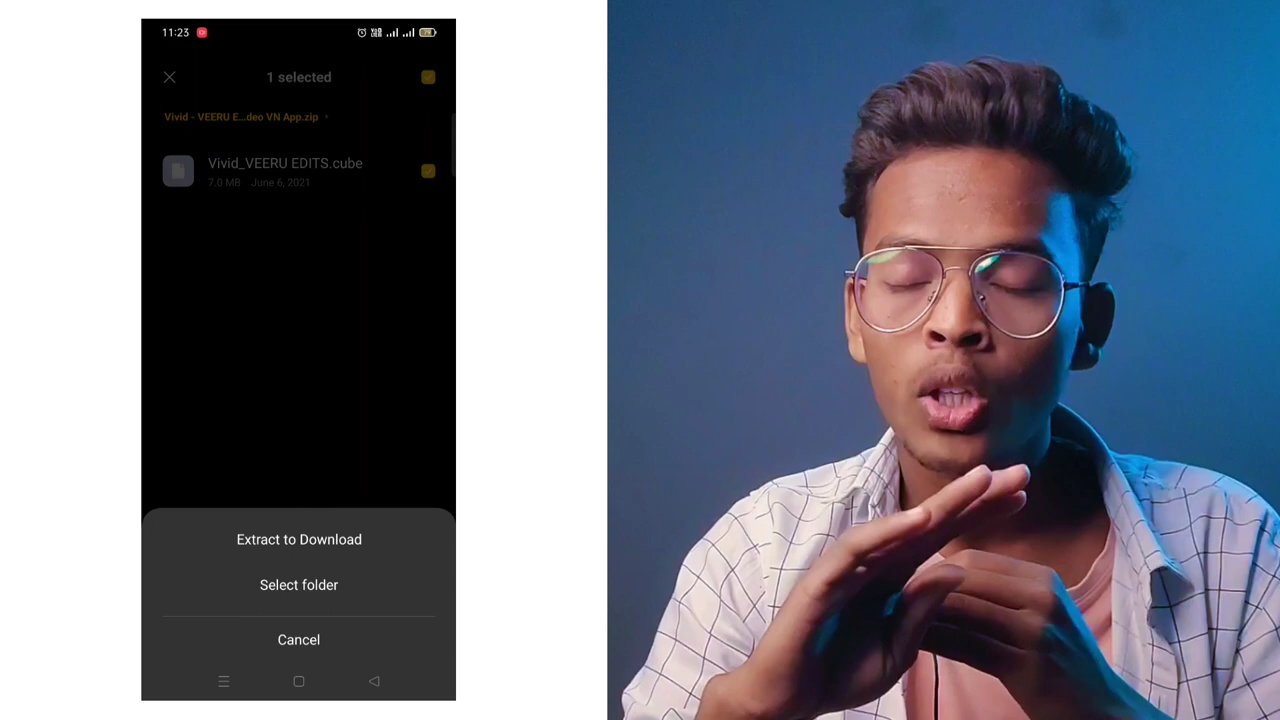 11:23
1 selected
Vivid - VEERU E...deo VN App.zip
Vivid_VEERU EDITS.cube
7.0 MB June 6, 2021
Extract to Download
Select folder
Cancel